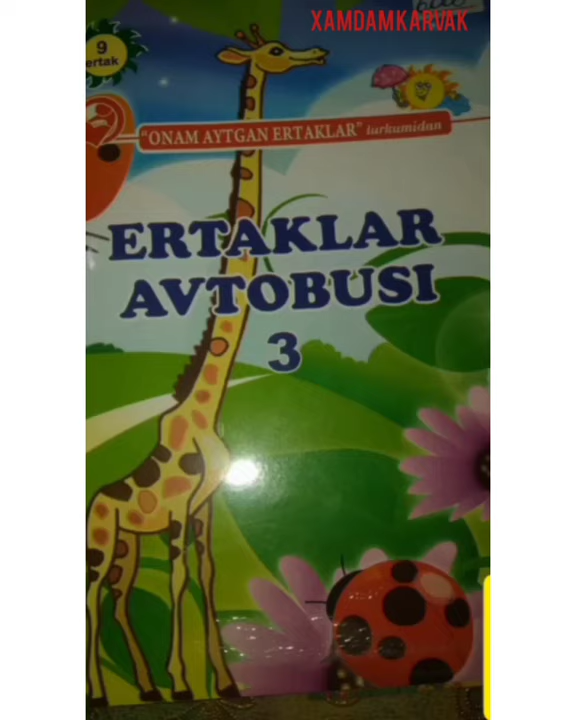 XAMDAMKARVAK
9
ertak
"ONAM AYTGAN ERTAKLAR" turkumidan
ERTAKLAR
AVTOBUSI
3